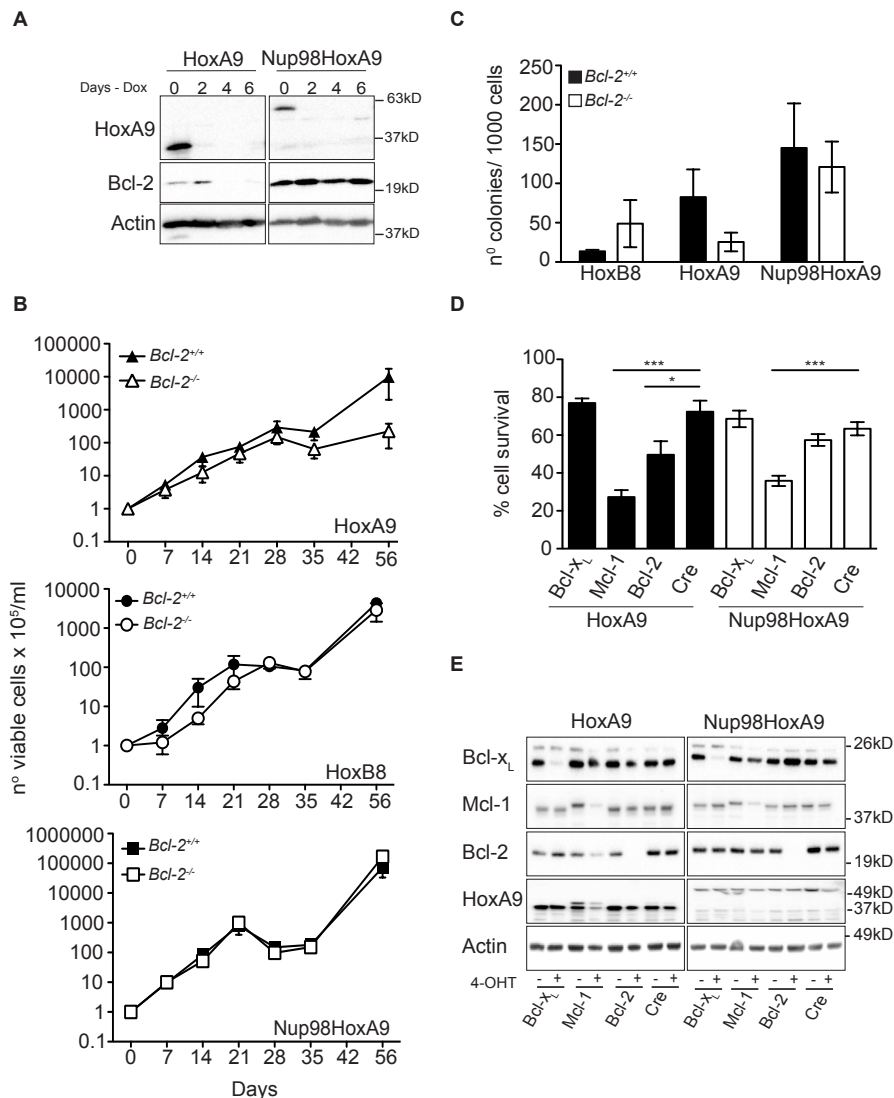 A
HoxA9 Nup98HoxA9
Days - Dox 0 2 4 6 0 2 4 6
HoxA9
63kD
37kD
Bcl-2
19kD
Actin
37kD
B
100000
10000
1000
100
10
1
0.1
Bcl-2+/+
Bcl-2-/-
HoxA9
0 7 14 21 28 35 42 56
10000
1000
100
10
1
0.1
Bcl-2+/+
Bcl-2-/-
HoxB8
0 7 14 21 28 35 42 56
1000000
100000
10000
1000
100
10
1
0.1
Bcl-2+/+
Bcl-2-/-
Nup98HoxA9
0 7 14 21 28 35 42 56
Days
nº viable cells x 10⁵/ml
C
Bcl-2+/+
Bcl-2-/-
250
200
150
100
50
0
nº colonies/ 1000 cells
HoxB8 HoxA9 Nup98HoxA9
D
100
80
60
40
20
0
% cell survival
***
*
***
Bcl-xL Mcl-1 Bcl-2 Cre Bcl-xL Mcl-1 Bcl-2 Cre
HoxA9 Nup98HoxA9
E
HoxA9 Nup98HoxA9
Bcl-xL
26kD
Mcl-1
37kD
Bcl-2
19kD
HoxA9
49kD
37kD
Actin
49kD
4-OHT - + - + - + - + - + - + - + - +
Bcl-xL Mcl-1 Bcl-2 Cre Bcl-xL Mcl-1 Bcl-2 Cre